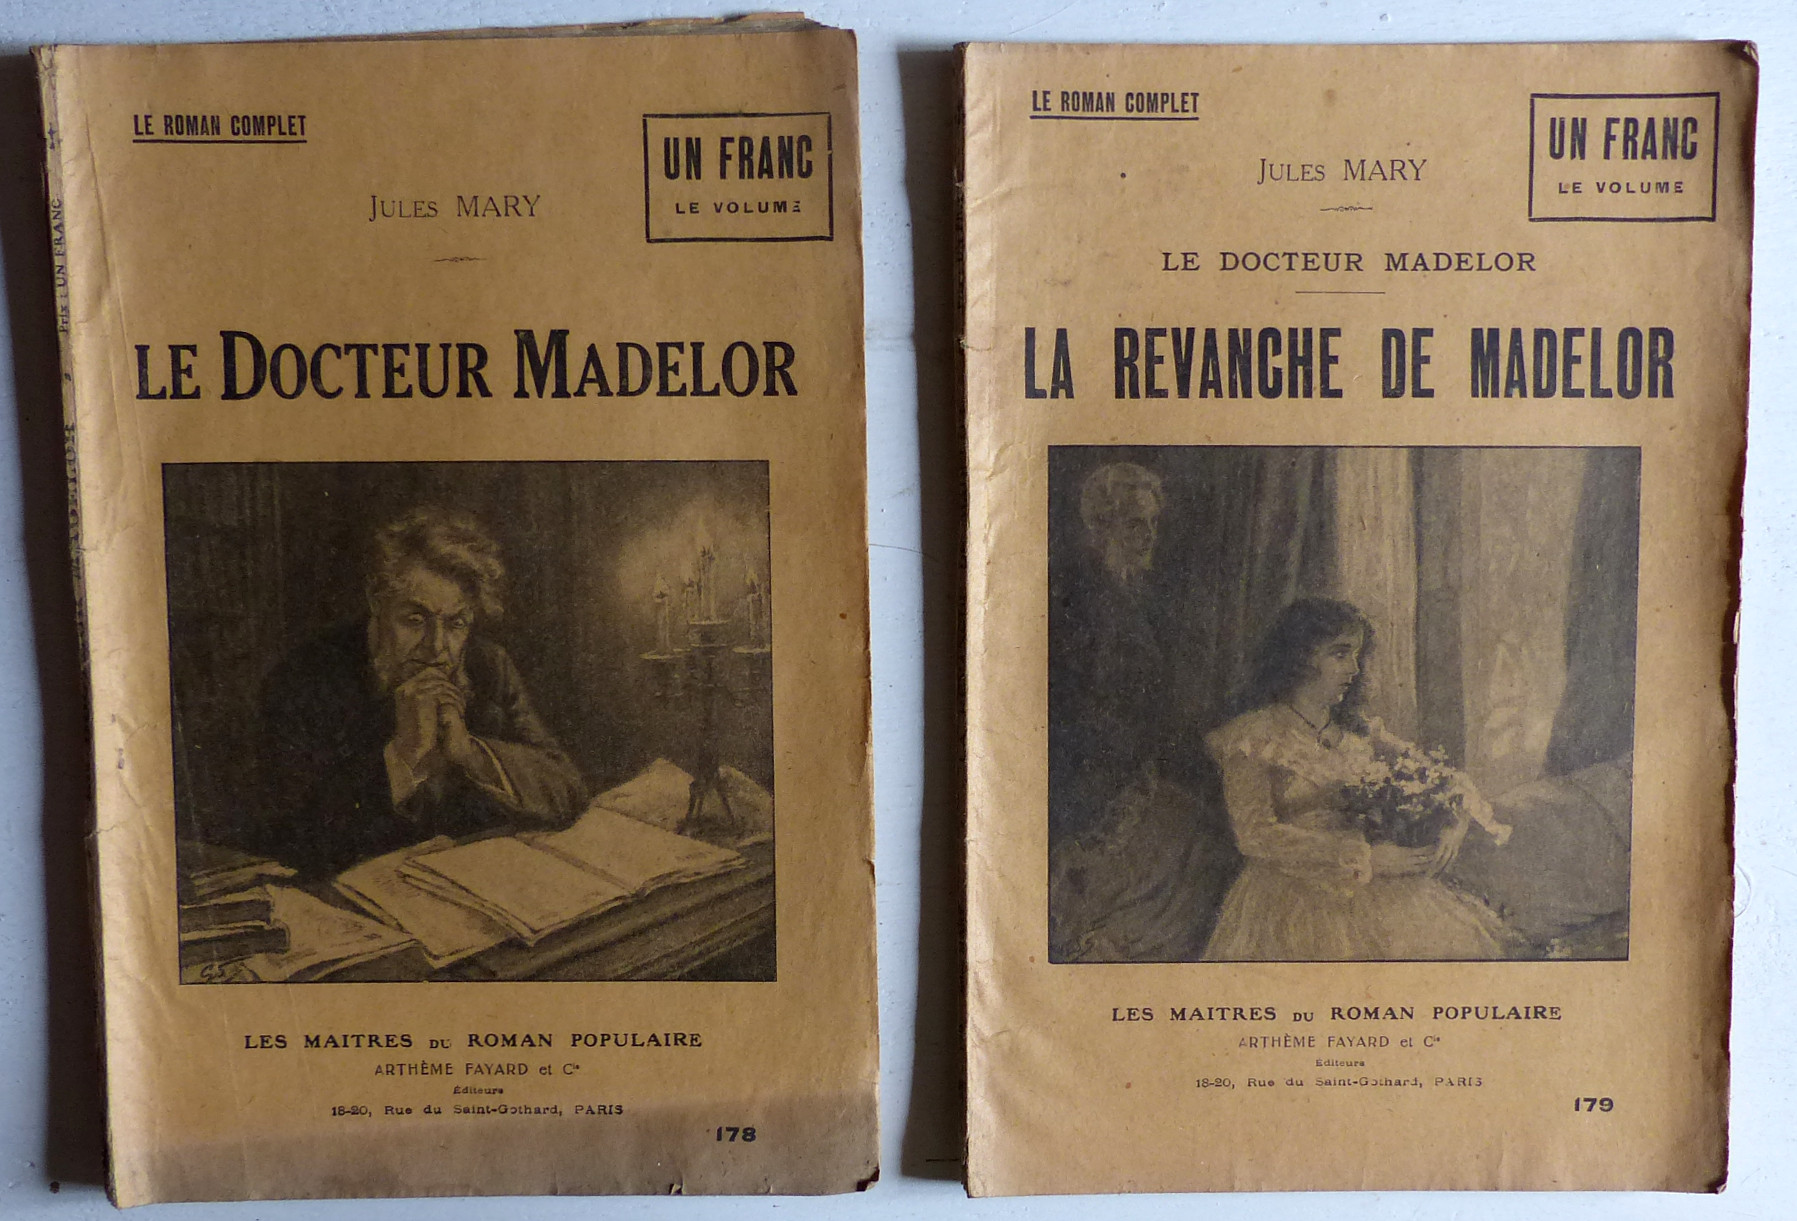 LE ROMAN COMPLET
UN FRANC
LE VOLUME
JULES MARY
LE DOCTEUR MADELOR
LES MAITRES DU ROMAN POPULAIRE
ARTHÈME FAYARD et Cie
Éditeurs
18-20, Rue du Saint-Gothard, PARIS
178
Prix : UN FRANC
LE ROMAN COMPLET
UN FRANC
LE VOLUME
JULES MARY
LE DOCTEUR MADELOR
LA REVANCHE DE MADELOR
LES MAITRES DU ROMAN POPULAIRE
ARTHÈME FAYARD et Cie
Éditeurs
18-20, Rue du Saint-Gothard, PARIS
179